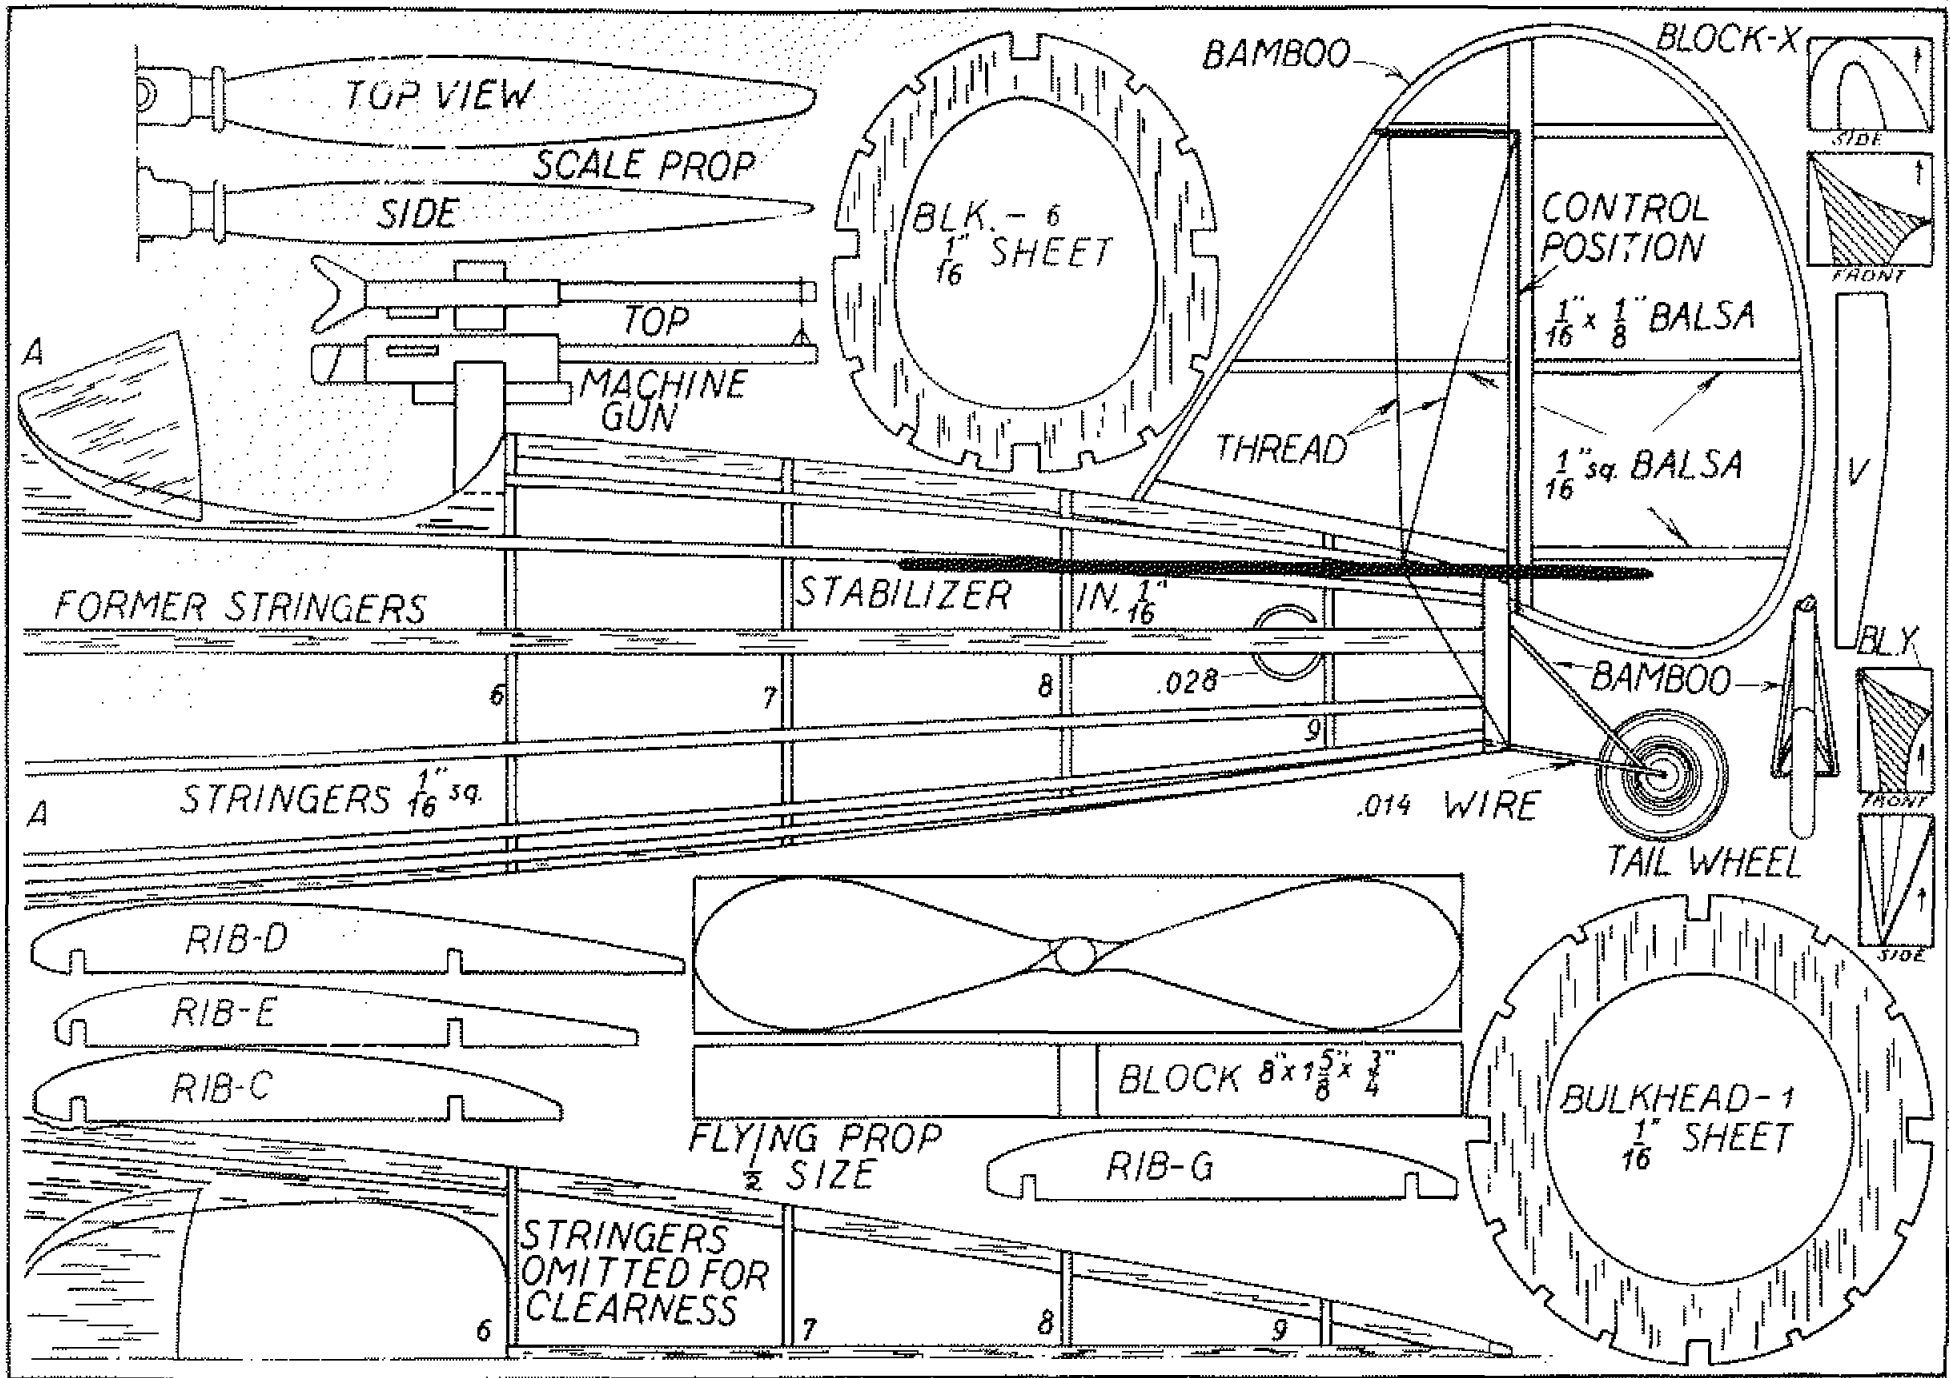 TOP VIEW
SCALE PROP
SIDE
TOP
MACHINE
GUN
BLK. - 6
1/16" SHEET
BAMBOO
BLOCK-X
SIDE
FRONT
CONTROL
POSITION
1/16" x 1/8" BALSA
THREAD
1/16" sq. BALSA
V
A
FORMER STRINGERS
STABILIZER IN. 1/16"
.028
6
7
8
9
BAMBOO
BL.Y
FRONT
SIDE
A
STRINGERS 1/16" sq.
.014 WIRE
TAIL WHEEL
RIB-D
RIB-E
RIB-C
BLOCK 8" x 1 5/8" x 3/4"
FLYING PROP
1/2 SIZE
RIB-G
BULKHEAD-1
1/16" SHEET
STRINGERS
OMITTED FOR
CLEARNESS
6
7
8
9